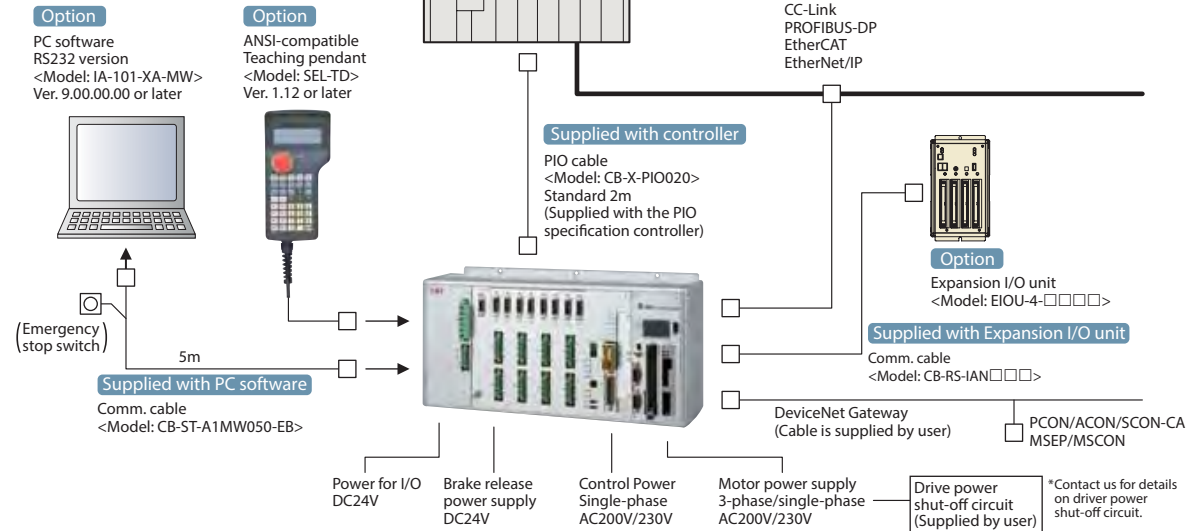 Option
PC software
RS232 version
<Model: IA-101-XA-MW>
Ver. 9.00.00.00 or later
Option
ANSI-compatible
Teaching pendant
<Model: SEL-TD>
Ver. 1.12 or later
CC-Link
PROFIBUS-DP
EtherCAT
EtherNet/IP
Supplied with controller
PIO cable
<Model: CB-X-PIO020>
Standard 2m
(Supplied with the PIO
specification controller)
Option
Expansion I/O unit
<Model: EIOU-4-□□□□>
Supplied with Expansion I/O unit
Comm. cable
<Model: CB-RS-IAN□□□>
(Emergency
stop switch)
5m
Supplied with PC software
Comm. cable
<Model: CB-ST-A1MW050-EB>
DeviceNet Gateway
(Cable is supplied by user)
PCON/ACON/SCON-CA
MSEP/MSCON
Power for I/O
DC24V
Brake release
power supply
DC24V
Control Power
Single-phase
AC200V/230V
Motor power supply
3-phase/single-phase
AC200V/230V
Drive power
shut-off circuit
(Supplied by user)
*Contact us for details
on driver power
shut-off circuit.